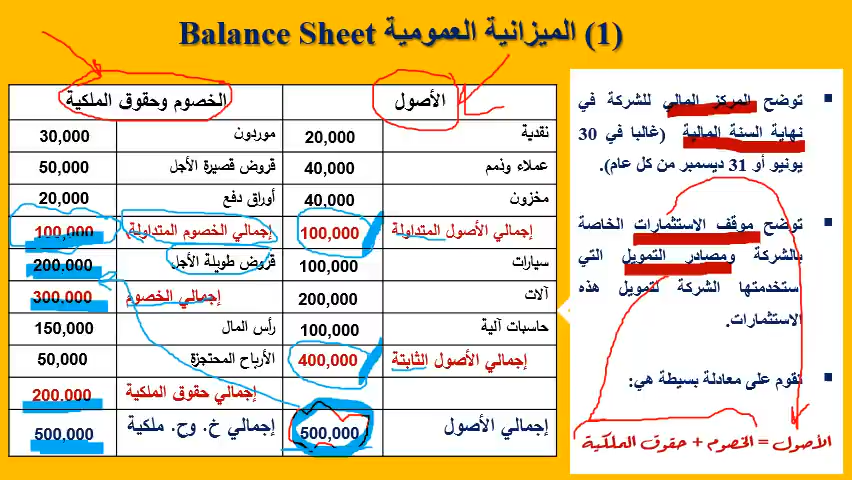 (1) الميزانية العمومية Balance Sheet
الأصول
الخصوم وحقوق الملكية
نقدية 20,000 موردون 30,000
عملاء وذمم 40,000 قروض قصيرة الأجل 50,000
مخزون 40,000 أوراق دفع 20,000
إجمالي الأصول المتداولة 100,000 إجمالي الخصوم المتداولة 100,000
سيارات 100,000 قروض طويلة الأجل 200,000
آلات 200,000 إجمالي الخصوم 300,000
حاسبات آلية 100,000 رأس المال 150,000
إجمالي الأصول الثابتة 400,000 الأرباح المحتجزة 50,000
إجمالي حقوق الملكية 200,000
إجمالي الأصول 500,000 إجمالي خ. وح. ملكية 500,000
توضح المركز المالي للشركة في
نهاية السنة المالية (غالبا في 30
يونيو أو 31 ديسمبر من كل عام).
توضح موقف الاستثمارات الخاصة
بالشركة ومصادر التمويل التي
استخدمتها الشركة لتمويل هذه
الاستثمارات.
تقوم على معادلة بسيطة هي:
الأصول = الخصوم + حقوق الملكية